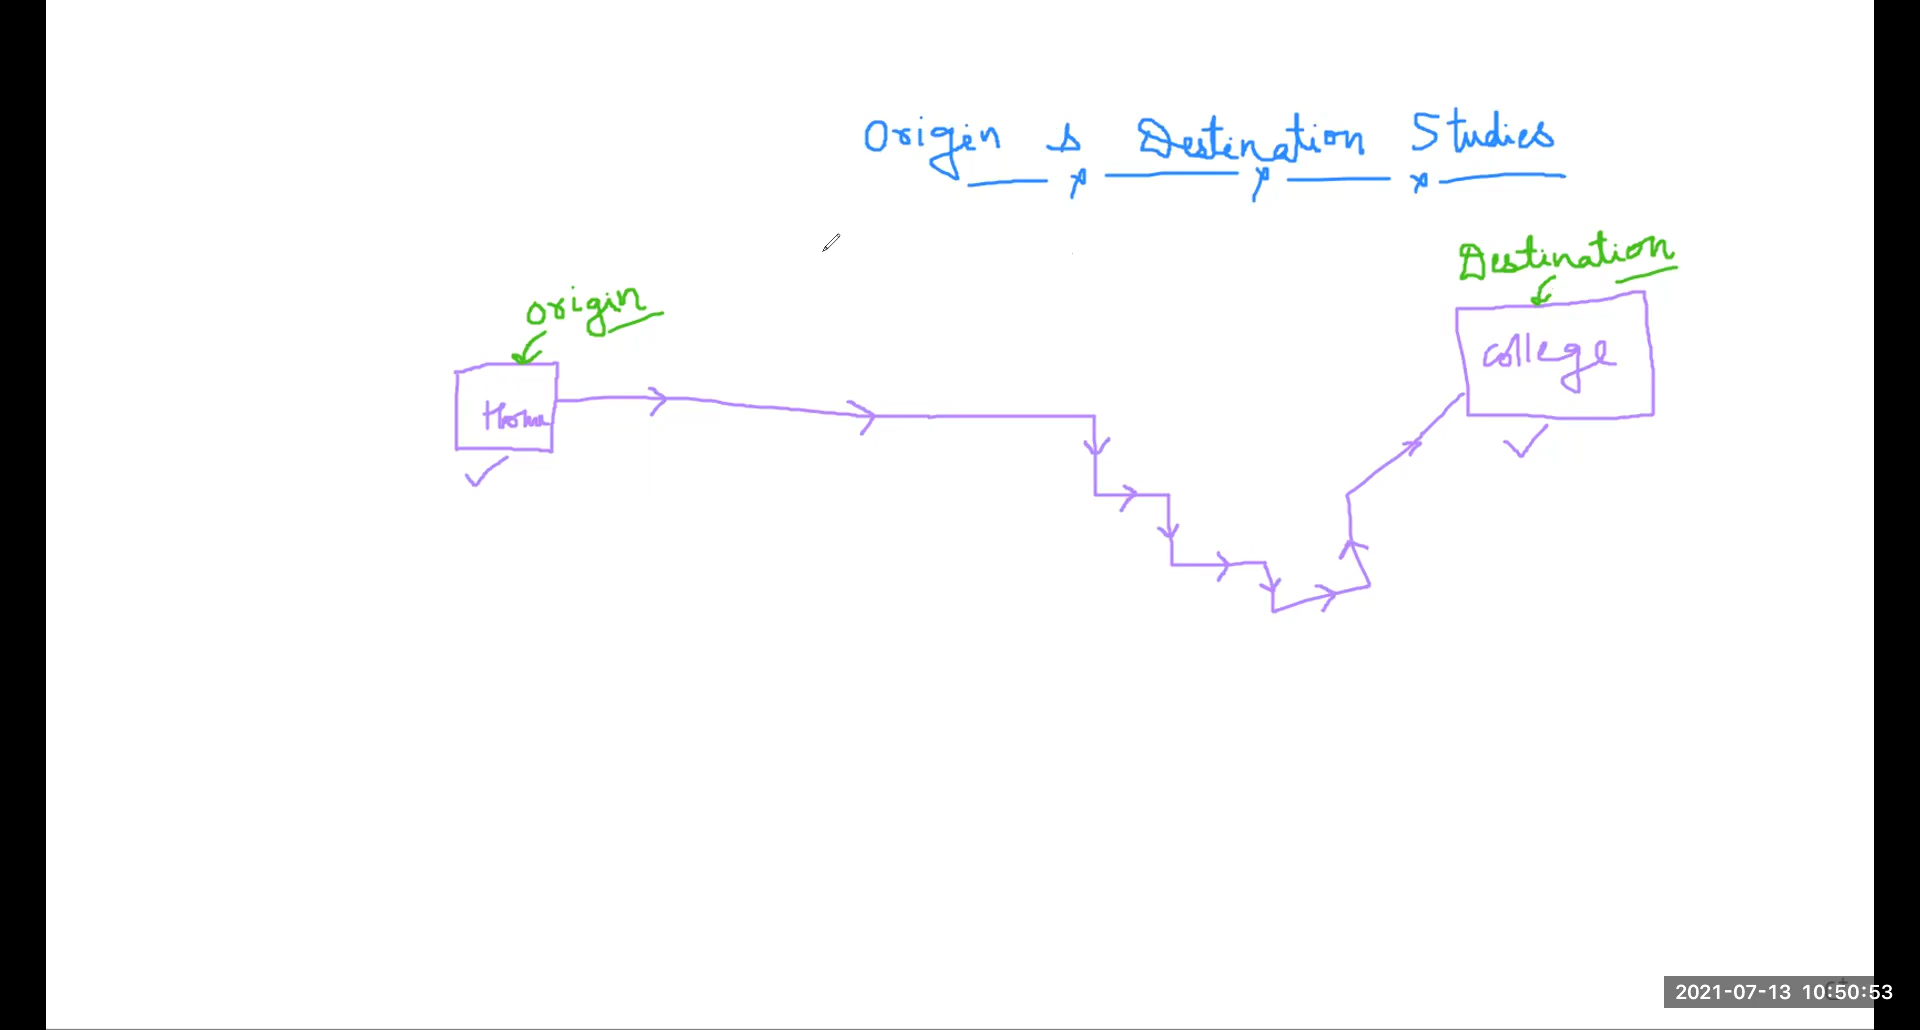 Origin & Destination Studies
Destination
origin
college
Home
2021-07-13 10:50:53